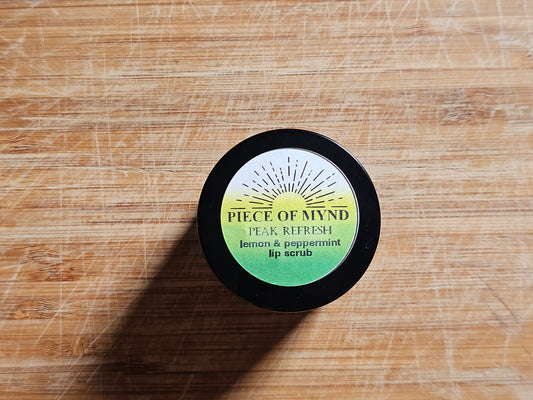 PIECE OF MYND
PEAK REFRESH
lemon & peppermint
lip scrub